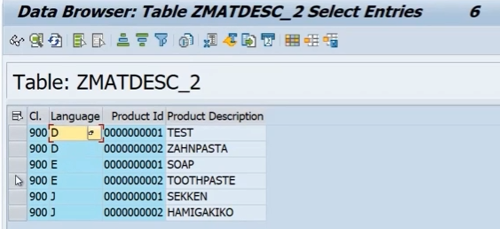 Data Browser: Table ZMATDESC_2 Select Entries 6
Table: ZMATDESC_2
Cl. Language Product Id Product Description
900 D 0000000001 TEST
900 D 0000000002 ZAHNPASTA
900 E 0000000001 SOAP
900 E 0000000002 TOOTHPASTE
900 J 0000000001 SEKKEN
900 J 0000000002 HAMIGAKIKO